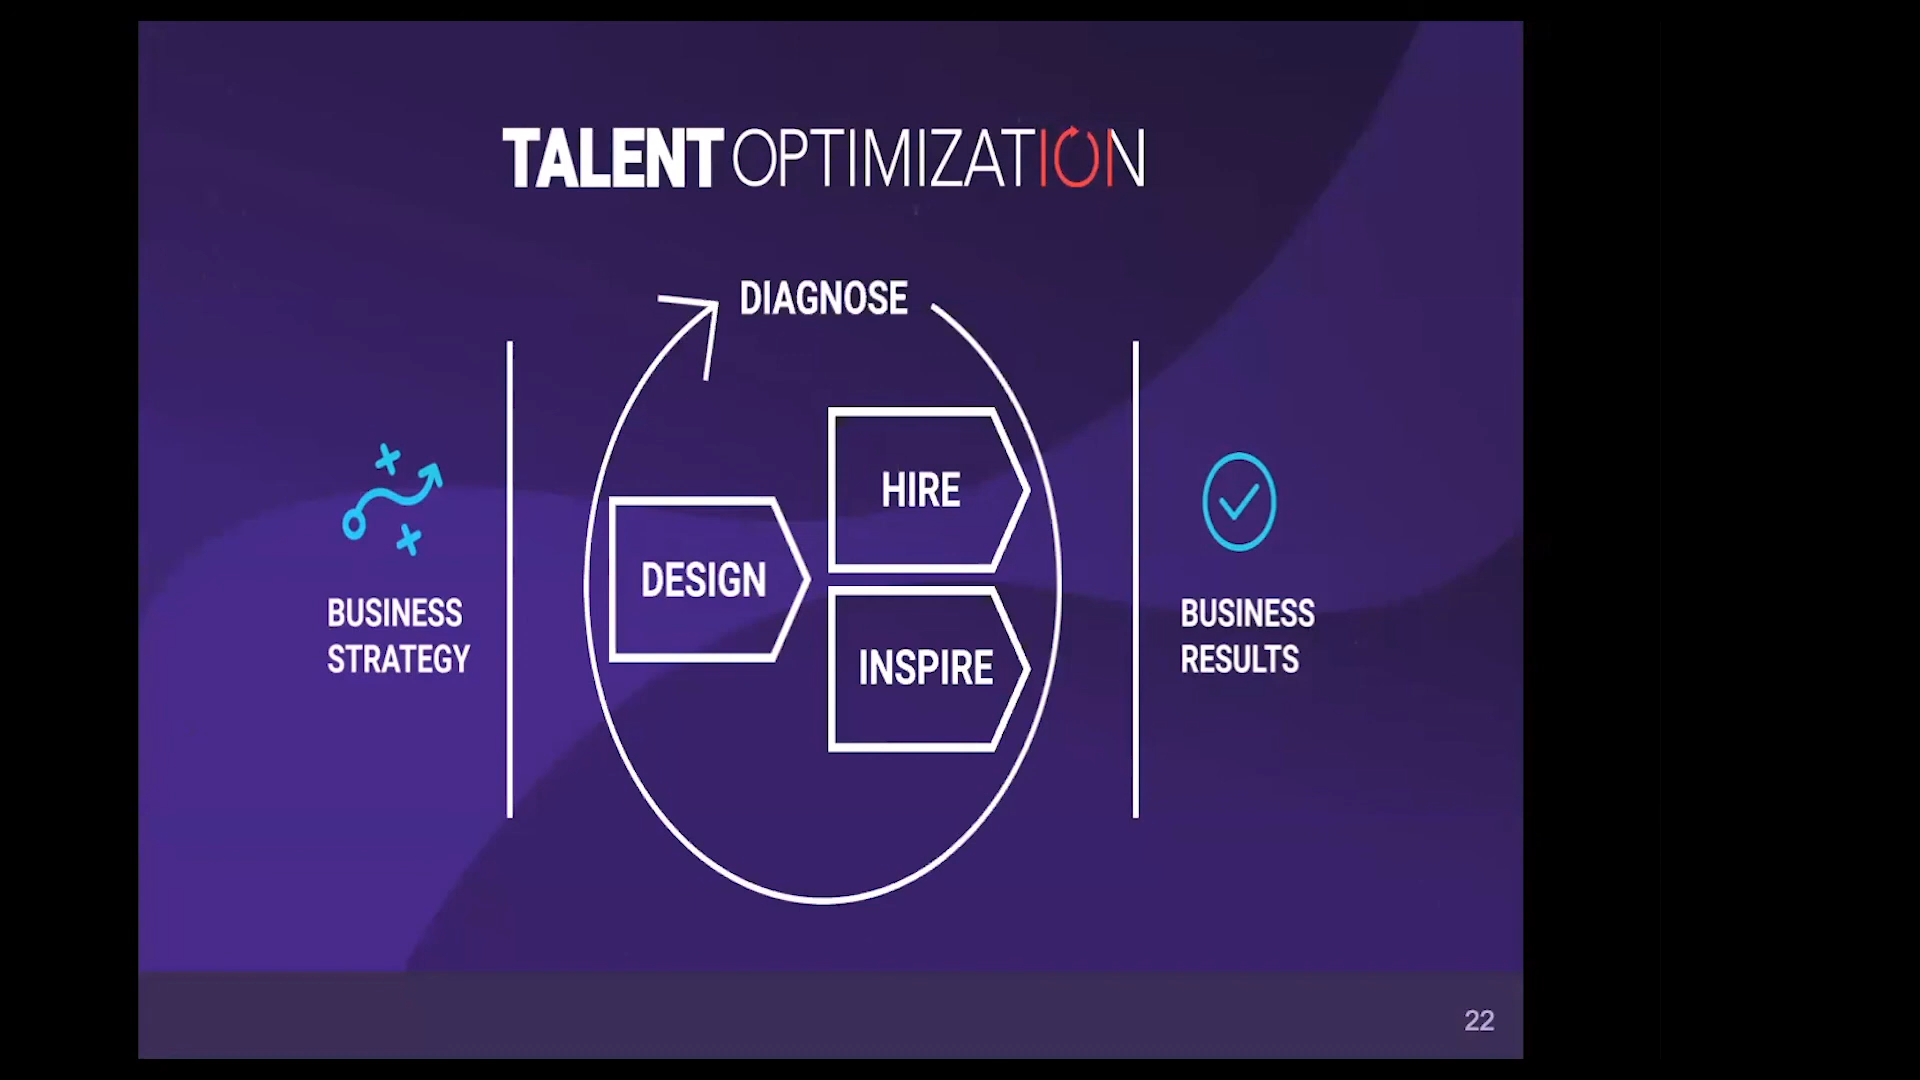 TALENT OPTIMIZATION
DIAGNOSE
HIRE
DESIGN
INSPIRE
BUSINESS
STRATEGY
BUSINESS
RESULTS
22